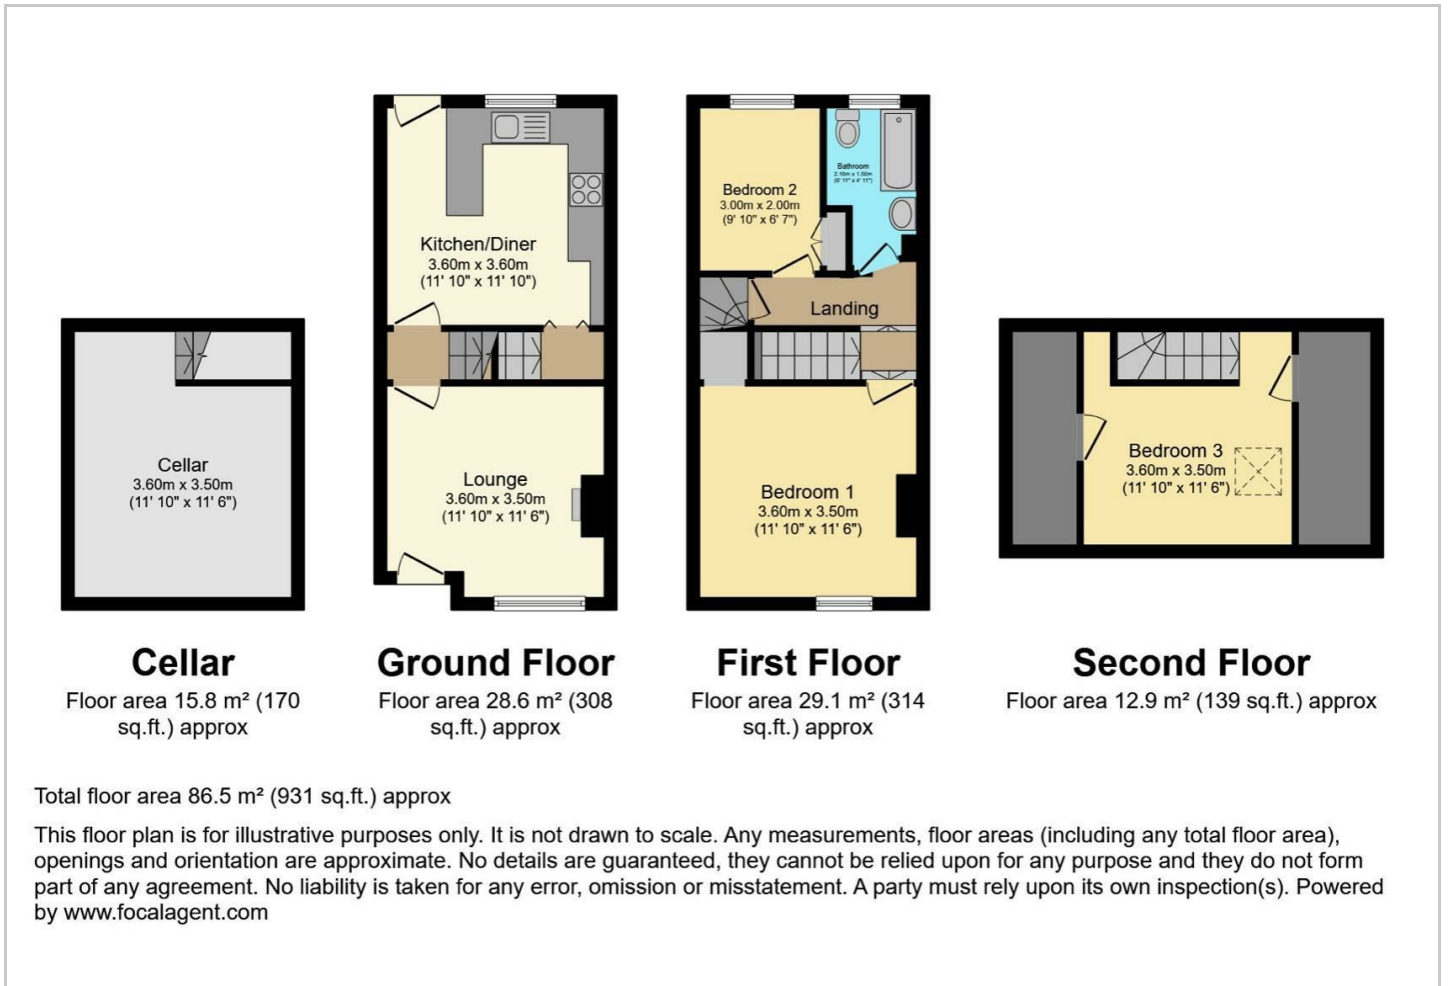 Kitchen/Diner
3.60m x 3.60m
(11' 10" x 11' 10")
Bedroom 2
3.00m x 2.00m
(9' 10" x 6' 7")
Bathroom
2.10m x 1.50m
(6' 11" x 4' 11")
Landing
Cellar
3.60m x 3.50m
(11' 10" x 11' 6")
Lounge
3.60m x 3.50m
(11' 10" x 11' 6")
Bedroom 1
3.60m x 3.50m
(11' 10" x 11' 6")
Bedroom 3
3.60m x 3.50m
(11' 10" x 11' 6")
Cellar
Floor area 15.8 m² (170
sq.ft.) approx
Ground Floor
Floor area 28.6 m² (308
sq.ft.) approx
First Floor
Floor area 29.1 m² (314
sq.ft.) approx
Second Floor
Floor area 12.9 m² (139 sq.ft.) approx
Total floor area 86.5 m² (931 sq.ft.) approx
This floor plan is for illustrative purposes only. It is not drawn to scale. Any measurements, floor areas (including any total floor area),
openings and orientation are approximate. No details are guaranteed, they cannot be relied upon for any purpose and they do not form
part of any agreement. No liability is taken for any error, omission or misstatement. A party must rely upon its own inspection(s). Powered
by www.focalagent.com